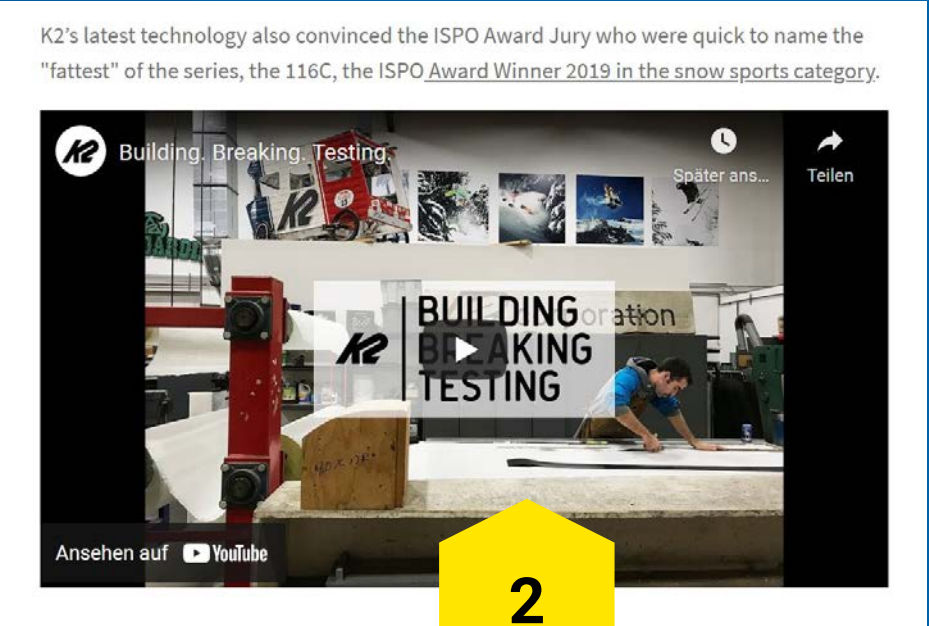 K2's latest technology also convinced the ISPO Award Jury who were quick to name the
"fattest" of the series, the 116C, the ISPO Award Winner 2019 in the snow sports category.
K2 Building. Breaking. Testing.
Später ans...
Teilen
K2
BUILDING
BREAKING
TESTING
K2
oration
Ansehen auf YouTube
2